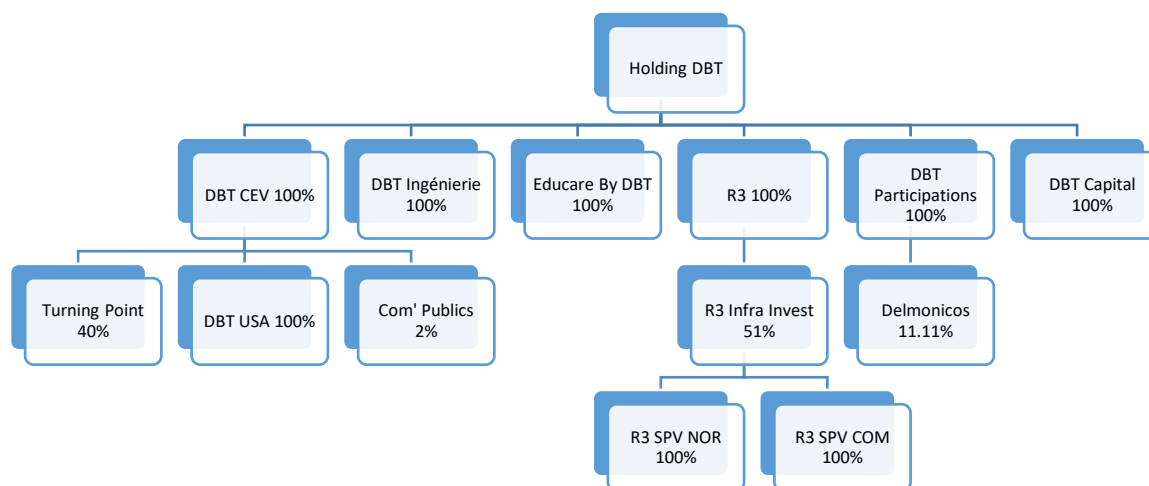 Holding DBT
DBT CEV 100%
DBT Ingénierie
100%
Educare By DBT
100%
R3 100%
DBT
Participations
100%
DBT Capital
100%
Turning Point
40%
DBT USA 100%
Com' Publics
2%
R3 Infra Invest
51%
Delmonicos
11.11%
R3 SPV NOR
100%
R3 SPV COM
100%